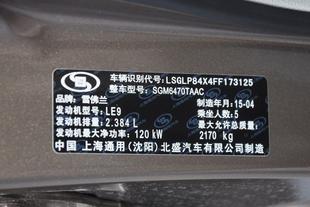 车辆识别代号: LSGLP84X4FF173125
整车型号: SGM6470TAAC
品牌: 雪佛兰
制造年月: 15-04
发动机型号: LE9
乘坐人数: 5
发动机排量: 2.384 L
最大允许总质量:
发动机最大净功率: 120 kW
2170 kg
中国 上海通用(沈阳)北盛汽车有限公司制造